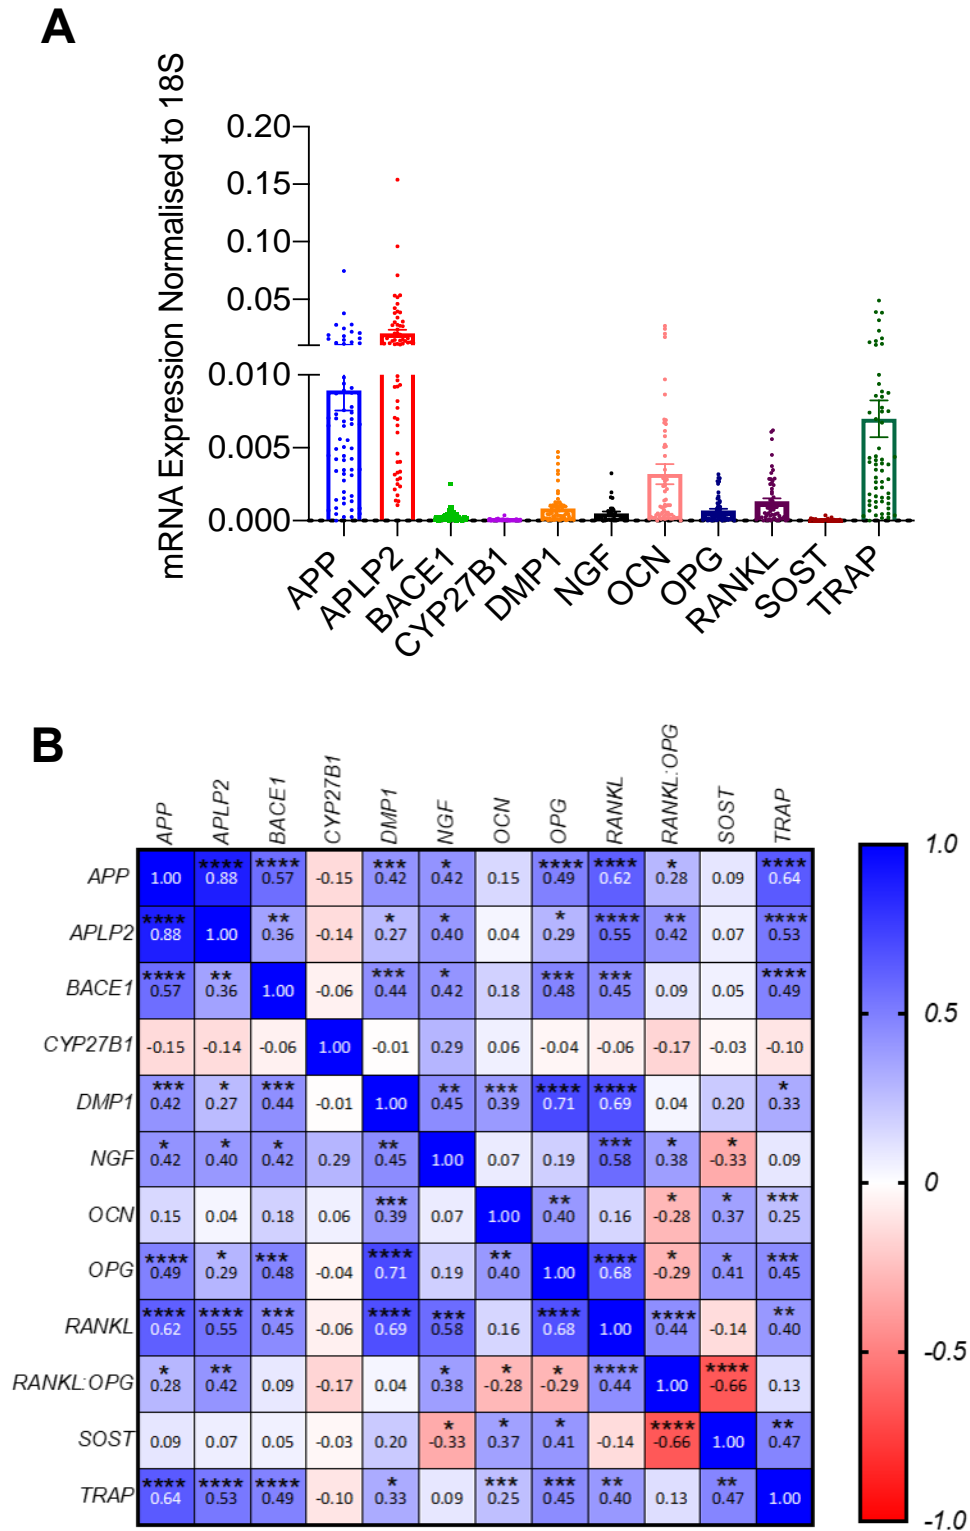 A
mRNA Expression Normalised to 18S
0.20
0.15
0.10
0.05
0.010
0.005
0.000
APP APLP2 BACE1 CYP27B1 DMP1 NGF OCN OPG RANKL SOST TRAP
B
APP APLP2 BACE1 CYP27B1 DMP1 NGF OCN OPG RANKL RANKL:OPG SOST TRAP
**** **** *** * **** **** * ****
APP 1.00 0.88 0.57 -0.15 0.42 0.42 0.15 0.49 0.62 0.28 0.09 0.64
**** ** * * * **** ** ****
APLP2 0.88 1.00 0.36 -0.14 0.27 0.40 0.04 0.29 0.55 0.42 0.07 0.53
**** ** *** * *** *** ****
BACE1 0.57 0.36 1.00 -0.06 0.44 0.42 0.18 0.48 0.45 0.09 0.05 0.49
CYP27B1 -0.15 -0.14 -0.06 1.00 -0.01 0.29 0.06 -0.04 -0.06 -0.17 -0.03 -0.10
*** * *** ** *** **** **** *
DMP1 0.42 0.27 0.44 -0.01 1.00 0.45 0.39 0.71 0.69 0.04 0.20 0.33
* * * ** *** * *
NGF 0.42 0.40 0.42 0.29 0.45 1.00 0.07 0.19 0.58 0.38 -0.33 0.09
*** ** * * ***
OCN 0.15 0.04 0.18 0.06 0.39 0.07 1.00 0.40 0.16 -0.28 0.37 0.25
**** * *** **** ** **** * * ***
OPG 0.49 0.29 0.48 -0.04 0.71 0.19 0.40 1.00 0.68 -0.29 0.41 0.45
**** **** *** **** *** **** **** **
RANKL 0.62 0.55 0.45 -0.06 0.69 0.58 0.16 0.68 1.00 0.44 -0.14 0.40
* ** * * * **** ****
RANKL:OPG 0.28 0.42 0.09 -0.17 0.04 0.38 -0.28 -0.29 0.44 1.00 -0.66 0.13
* * * **** **
SOST 0.09 0.07 0.05 -0.03 0.20 -0.33 0.37 0.41 -0.14 -0.66 1.00 0.47
**** **** **** * *** *** ** **
TRAP 0.64 0.53 0.49 -0.10 0.33 0.09 0.25 0.45 0.40 0.13 0.47 1.00
1.0
0.5
0
-0.5
-1.0